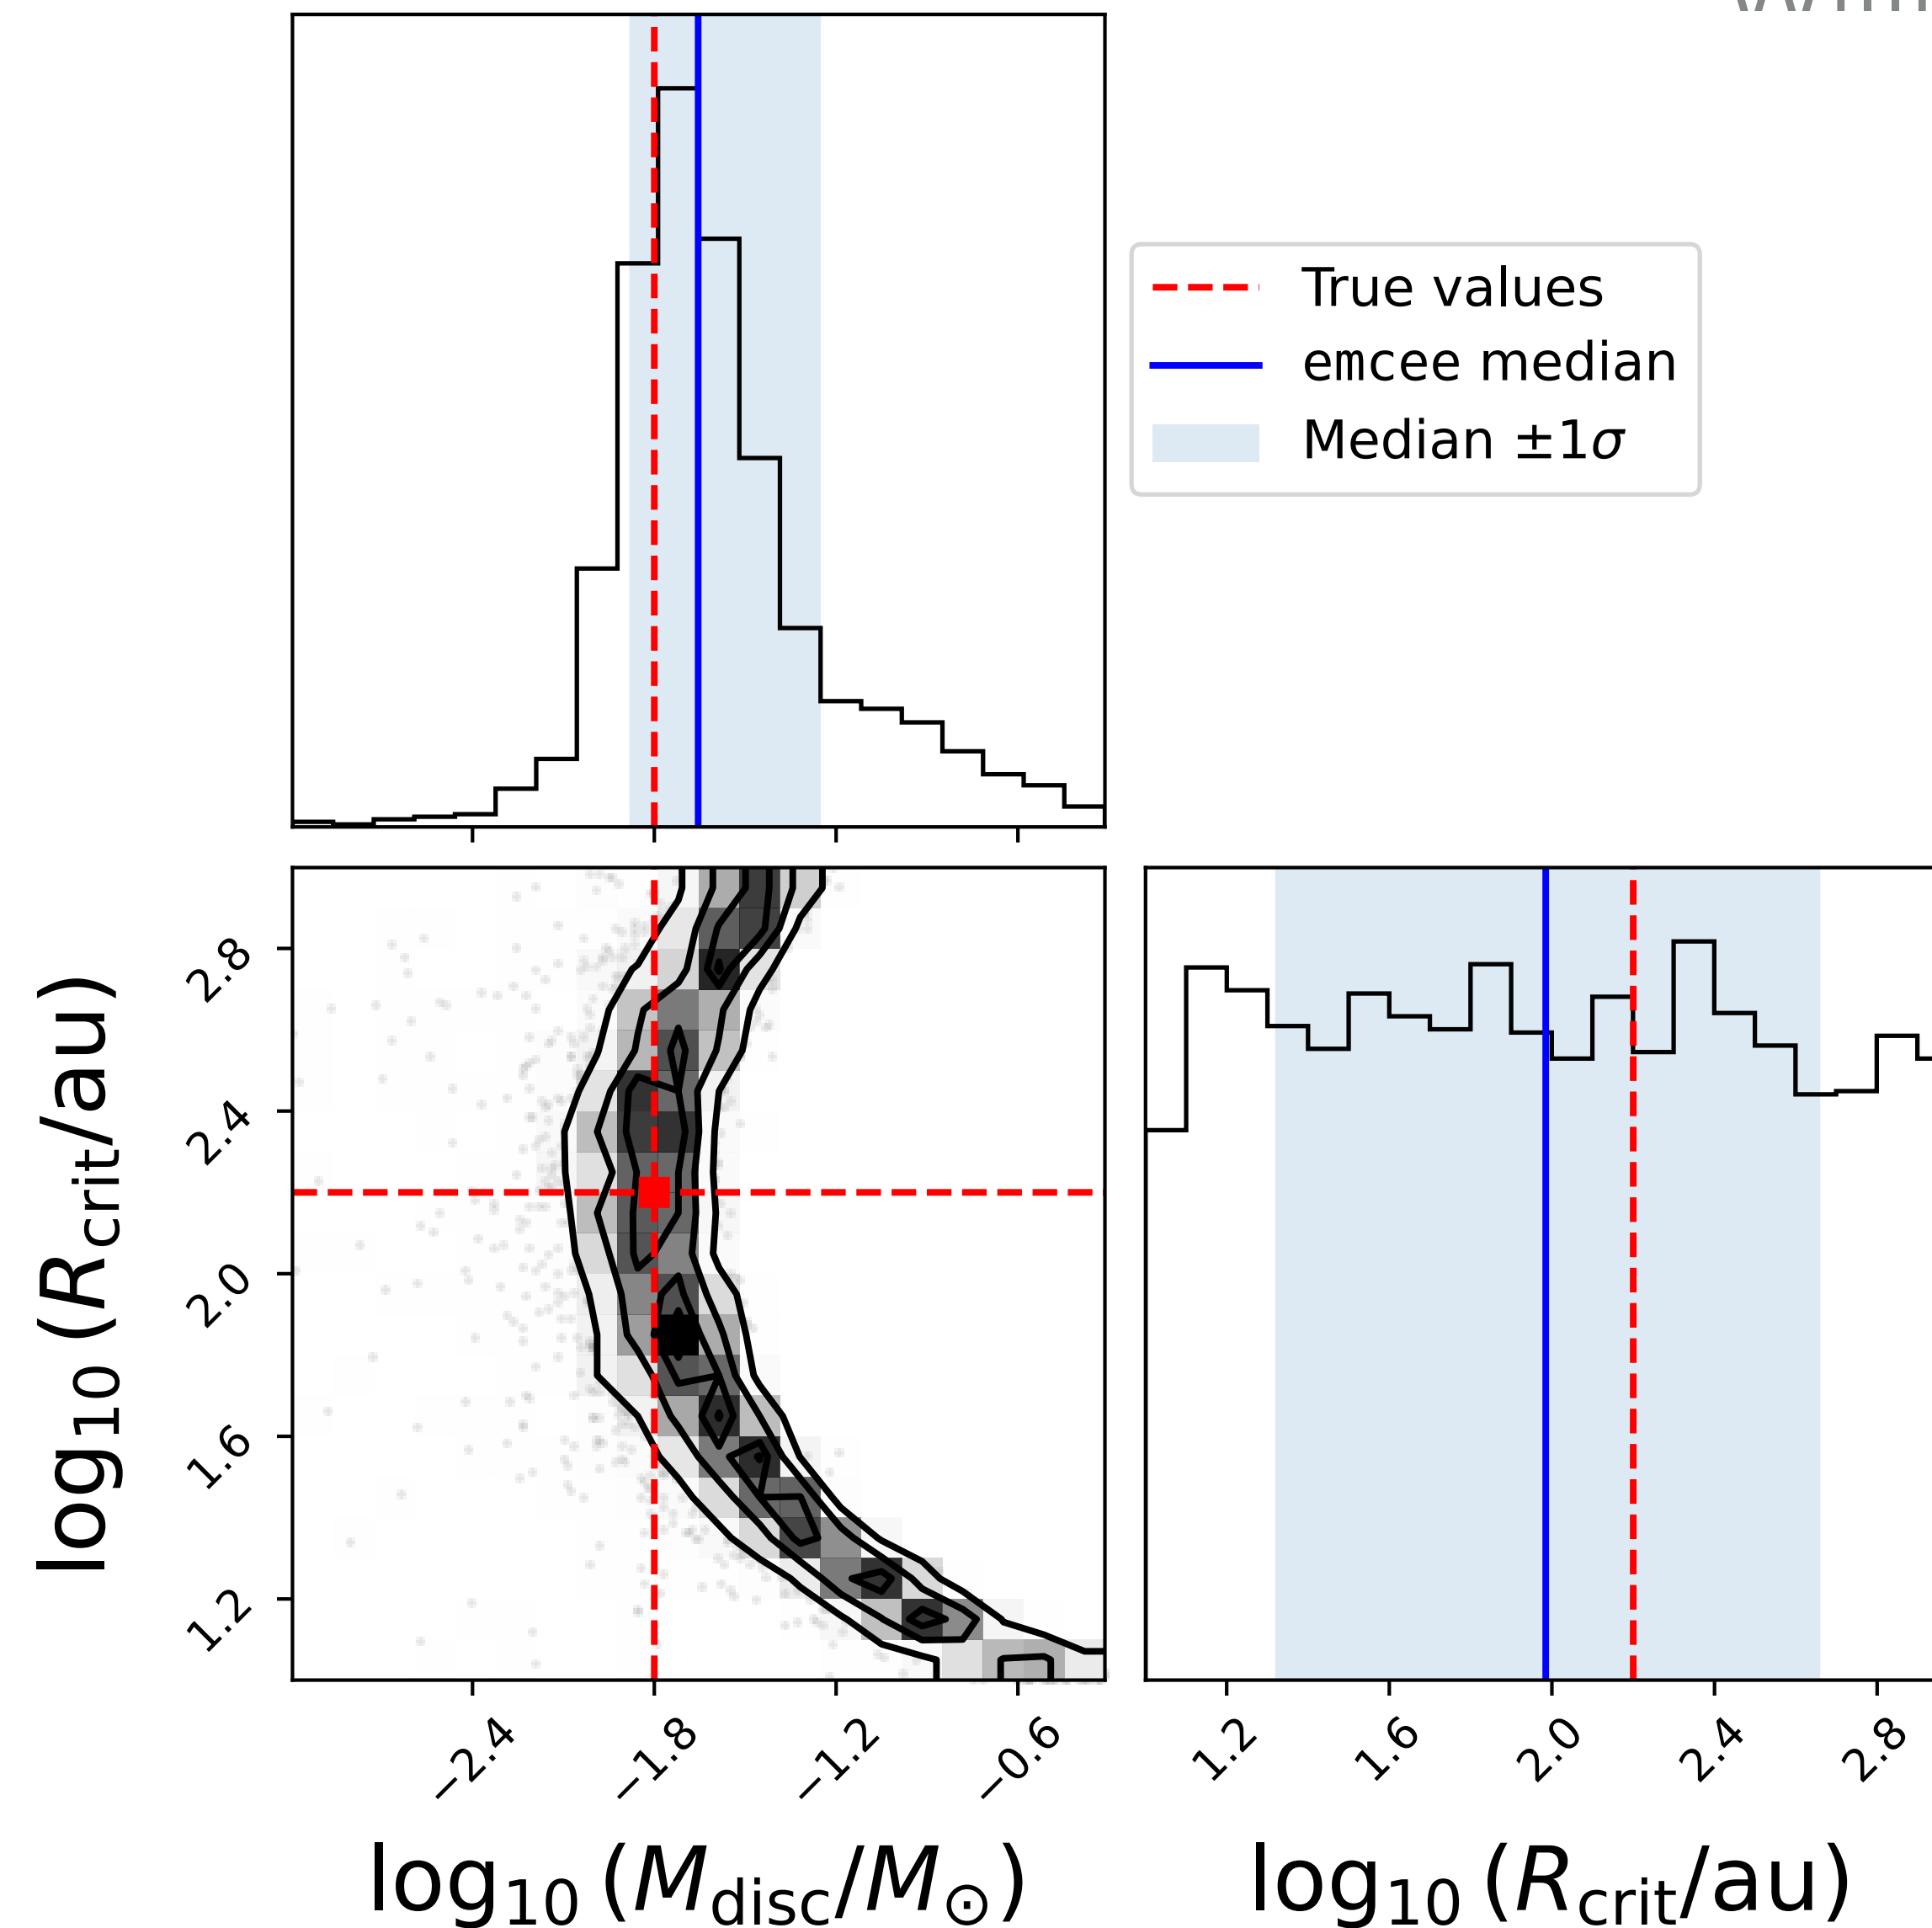 True values
emcee median
Median ±1σ
log₁₀ (R_crit/au)
2.8
2.4
2.0
1.6
1.2
−2.4 −1.8 −1.2 −0.6
1.2 1.6 2.0 2.4 2.8
log₁₀ (M_disc/M_⊙)
log₁₀ (R_crit/au)